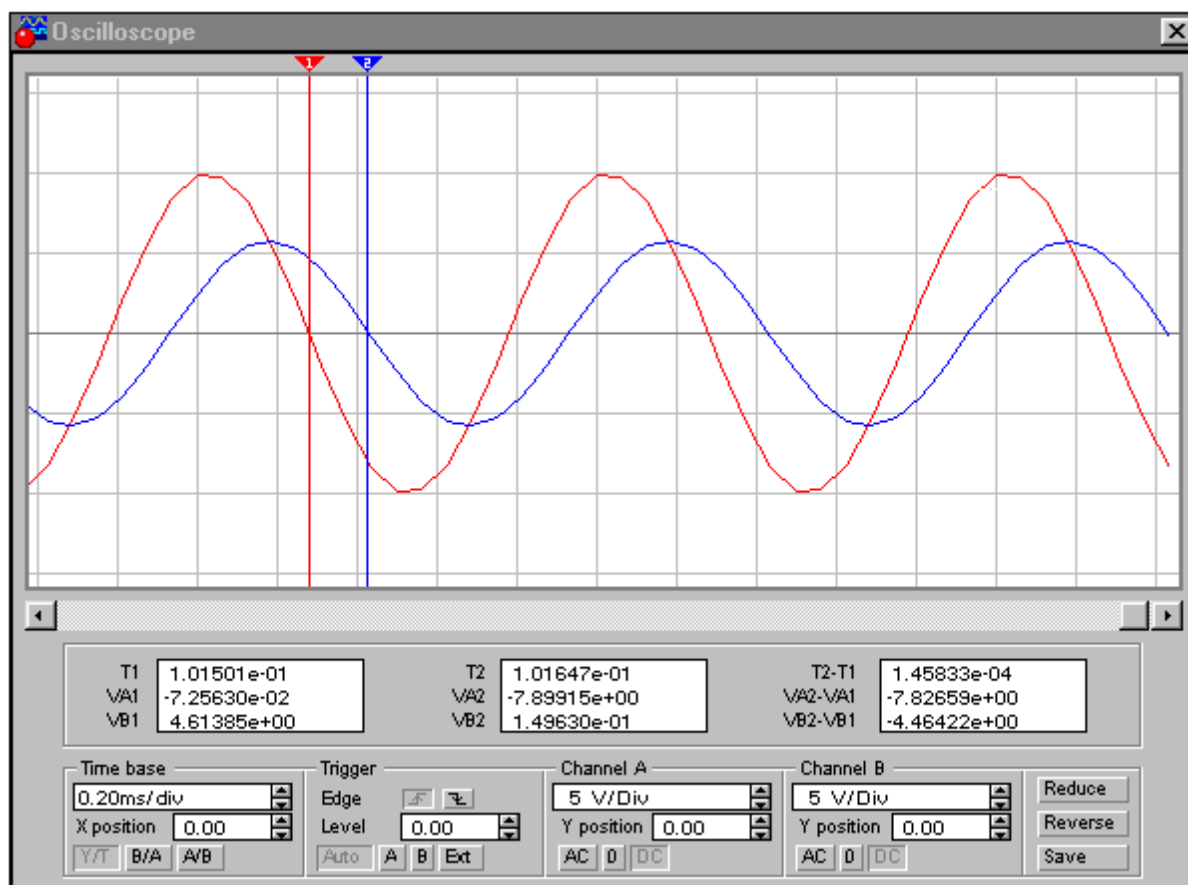 Oscilloscope
1 2
T1 1.01501e-01 T2 1.01647e-01 T2-T1 1.45833e-04
VA1 -7.25630e-02 VA2 -7.89915e+00 VA2-VA1 -7.82659e+00
VB1 4.61385e+00 VB2 1.49630e-01 VB2-VB1 -4.46422e+00
Time base Trigger Channel A Channel B
0.20ms/div Edge 5 V/Div 5 V/Div Reduce
X position 0.00 Level 0.00 Y position 0.00 Y position 0.00 Reverse
Y/T B/A A/B Auto A B Ext AC 0 DC AC 0 DC Save